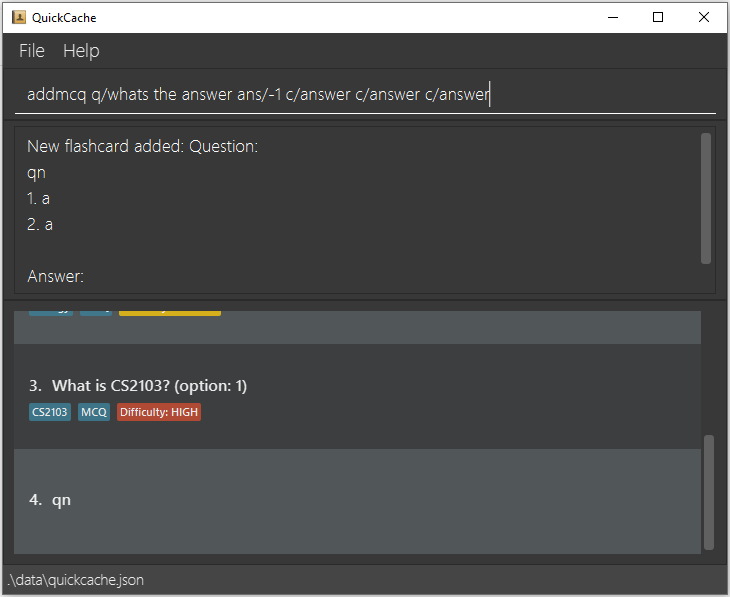 QuickCache
File Help
addmcq q/whats the answer ans/-1 c/answer c/answer c/answer
New flashcard added: Question:
qn
1. a
2. a
Answer:
3. What is CS2103? (option: 1)
CS2103 MCQ Difficulty: HIGH
4. qn
.\data\quickcache.json